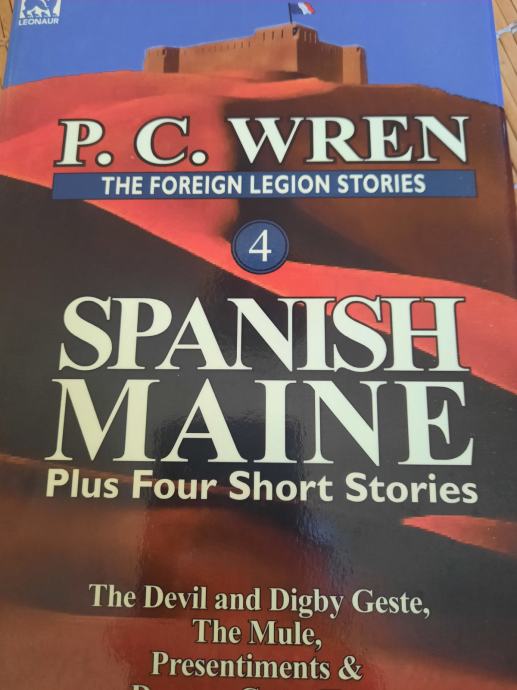 LEONAUR
P. C. WREN
THE FOREIGN LEGION STORIES
4
SPANISH
MAINE
Plus Four Short Stories
The Devil and Digby Geste,
The Mule,
Presentiments &